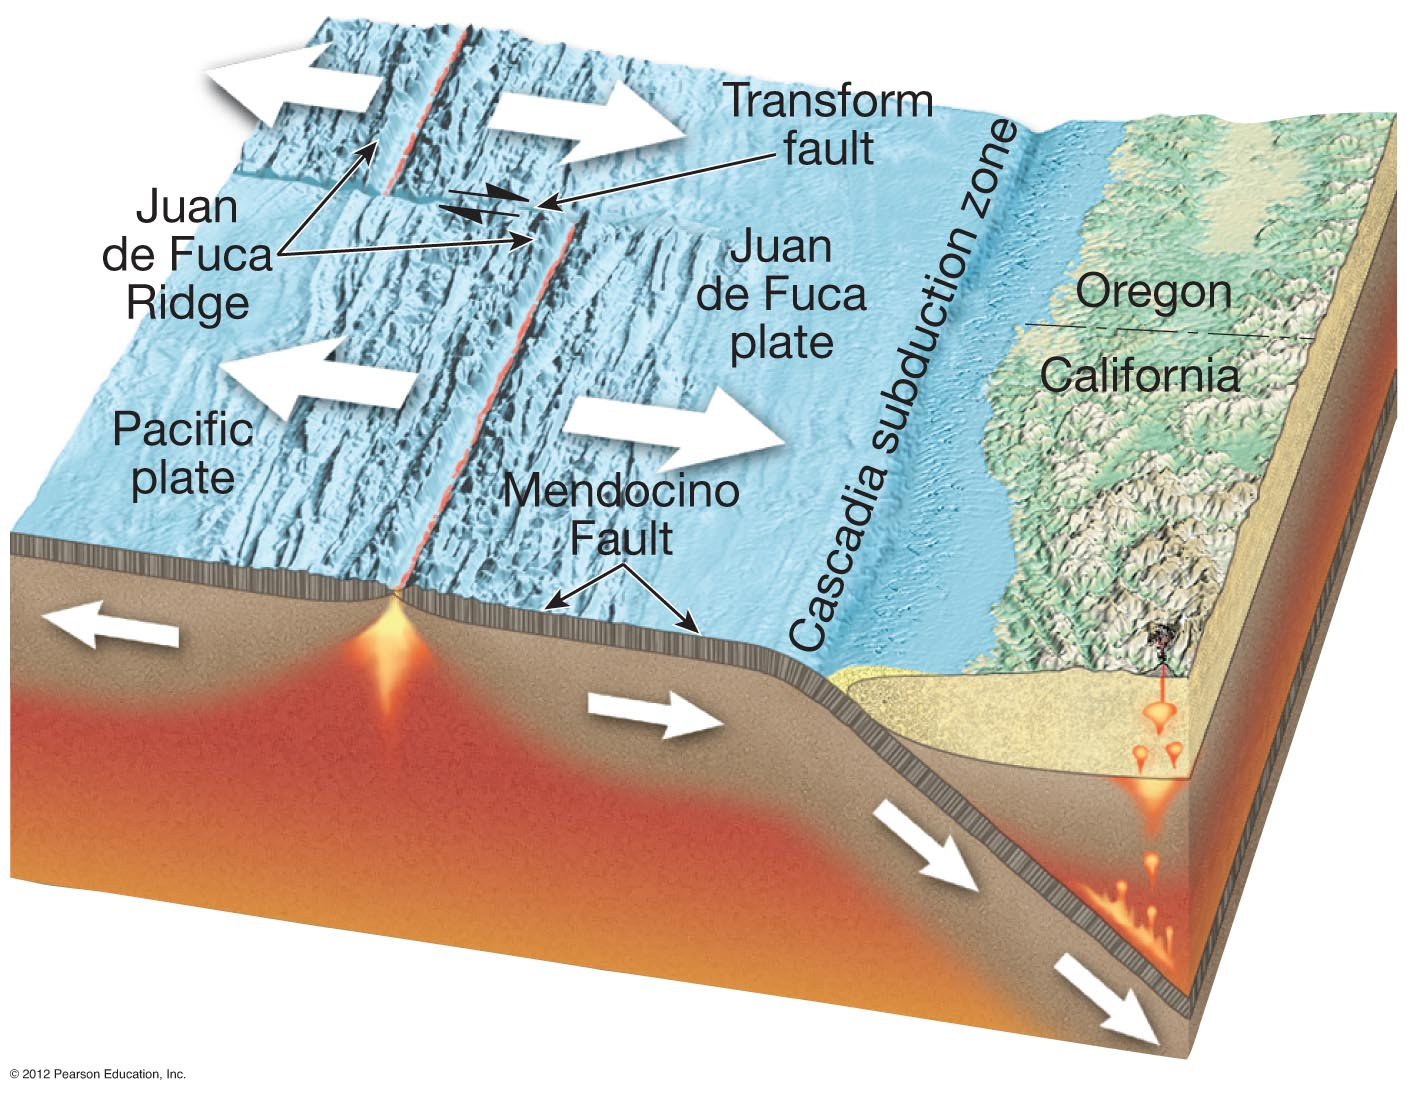 Transform
fault
Juan
de Fuca
Ridge
Juan
de Fuca
plate
Cascadia subduction zone
Oregon
California
Pacific
plate
Mendocino
Fault
© 2012 Pearson Education, Inc.